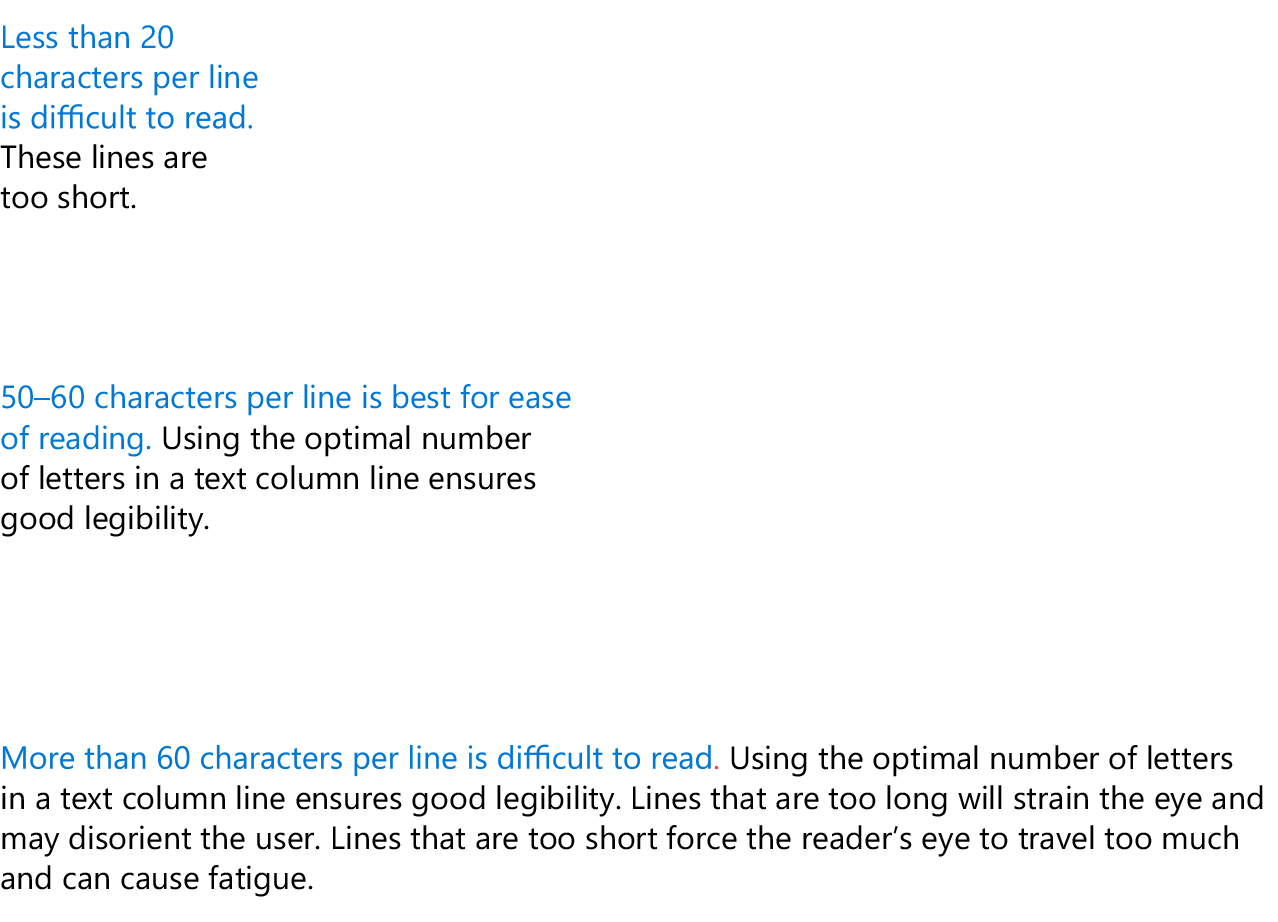 Less than 20
characters per line
is difficult to read.
These lines are
too short.
50–60 characters per line is best for ease
of reading. Using the optimal number
of letters in a text column line ensures
good legibility.
More than 60 characters per line is difficult to read. Using the optimal number of letters
in a text column line ensures good legibility. Lines that are too long will strain the eye and
may disorient the user. Lines that are too short force the reader’s eye to travel too much
and can cause fatigue.